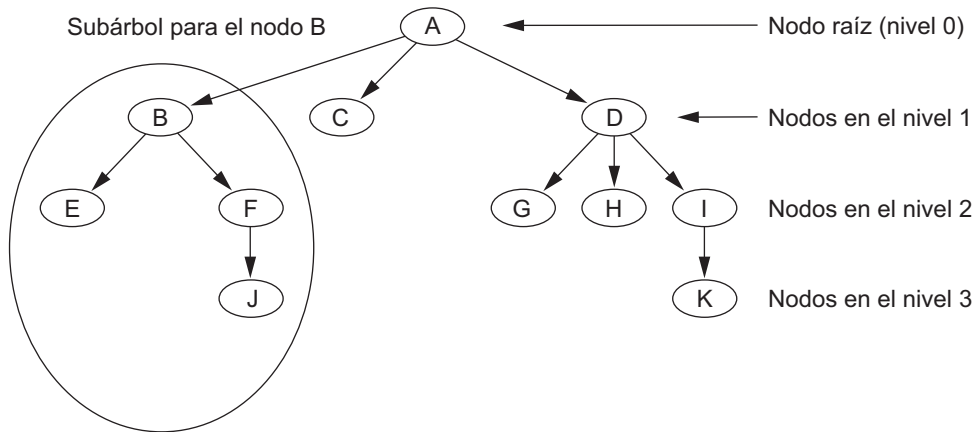 Subárbol para el nodo B
A
Nodo raíz (nivel 0)
B
C
D
Nodos en el nivel 1
E
F
G
H
I
Nodos en el nivel 2
J
K
Nodos en el nivel 3